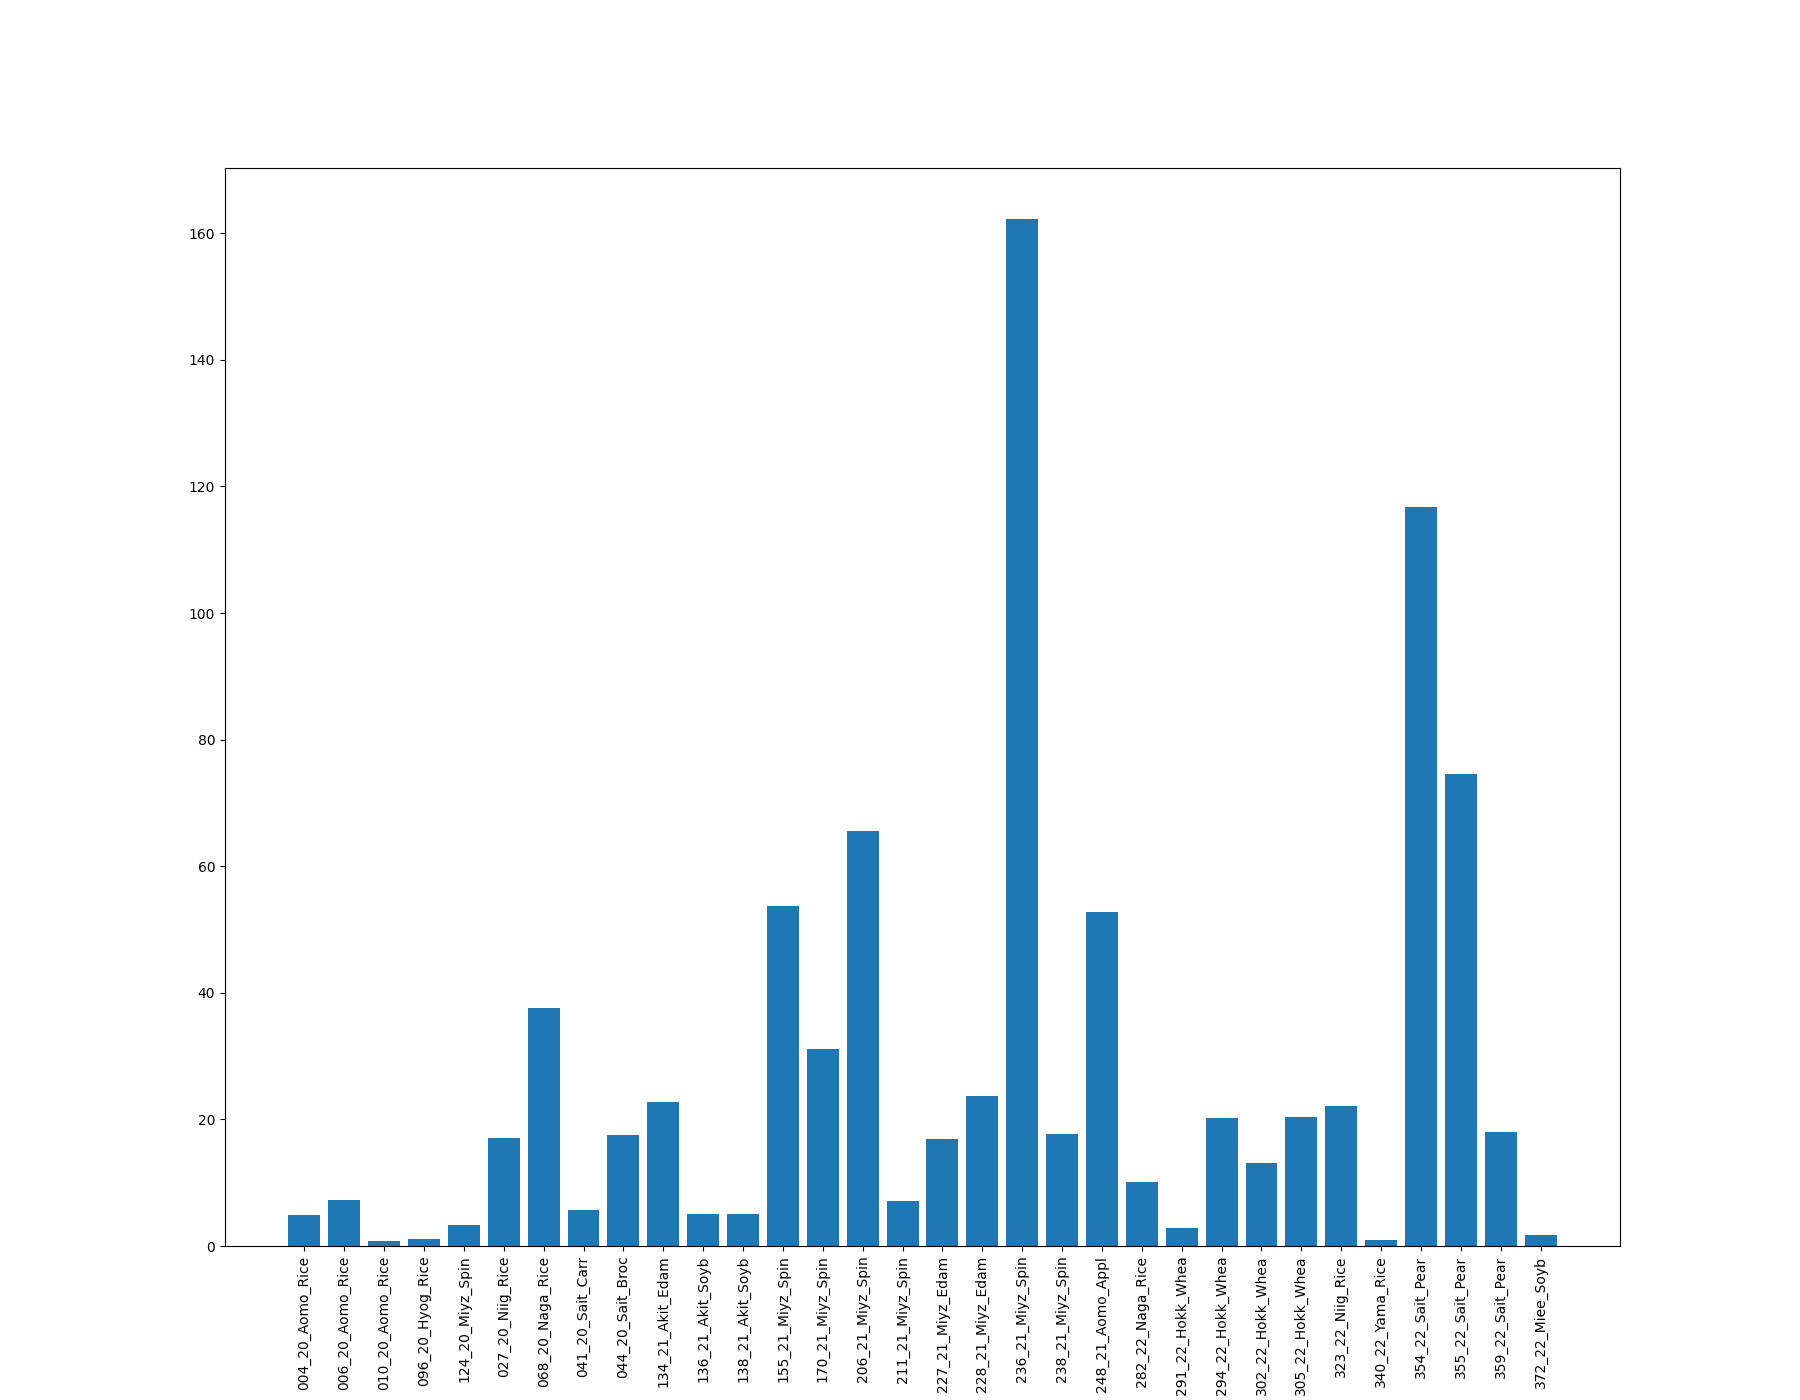 160
140
120
100
80
60
40
20
0
004_20_Aomo_Rice
006_20_Aomo_Rice
010_20_Aomo_Rice
096_20_Hyog_Rice
124_20_Miyz_Spin
027_20_Niig_Rice
068_20_Naga_Rice
041_20_Sait_Carr
044_20_Sait_Broc
134_21_Akit_Edam
136_21_Akit_Soyb
138_21_Akit_Soyb
155_21_Miyz_Spin
170_21_Miyz_Spin
206_21_Miyz_Spin
211_21_Miyz_Spin
227_21_Miyz_Edam
228_21_Miyz_Edam
236_21_Miyz_Spin
238_21_Miyz_Spin
248_21_Aomo_Appl
282_22_Naga_Rice
291_22_Hokk_Whea
294_22_Hokk_Whea
302_22_Hokk_Whea
305_22_Hokk_Whea
323_22_Niig_Rice
340_22_Yama_Rice
354_22_Sait_Pear
355_22_Sait_Pear
359_22_Sait_Pear
372_22_Miee_Soyb